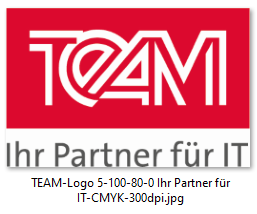 TEAM
Ihr Partner für IT
TEAM-Logo 5-100-80-0 Ihr Partner für
IT-CMYK-300dpi.jpg